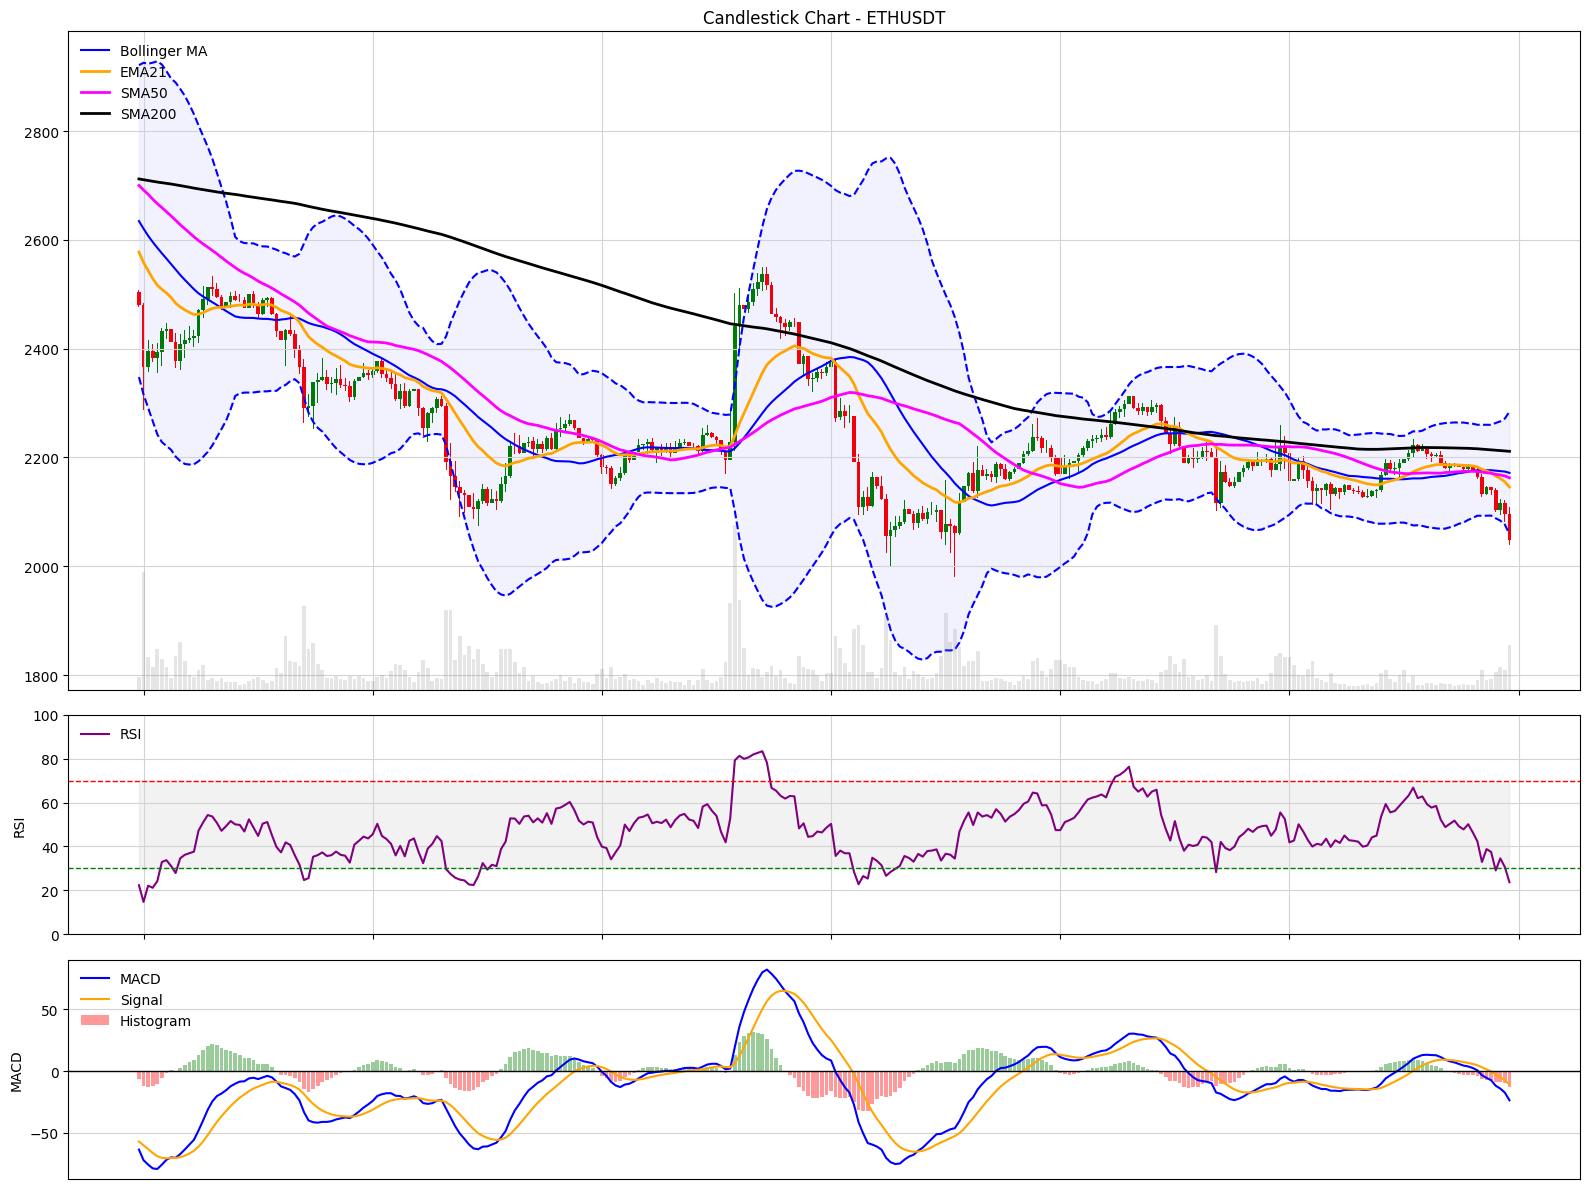 Candlestick Chart - ETHUSDT
Bollinger MA
EMA21
SMA50
SMA200
2800
2600
2400
2200
2000
1800
RSI
100
80
60
40
20
0
RSI
MACD
Signal
Histogram
50
0
−50
MACD